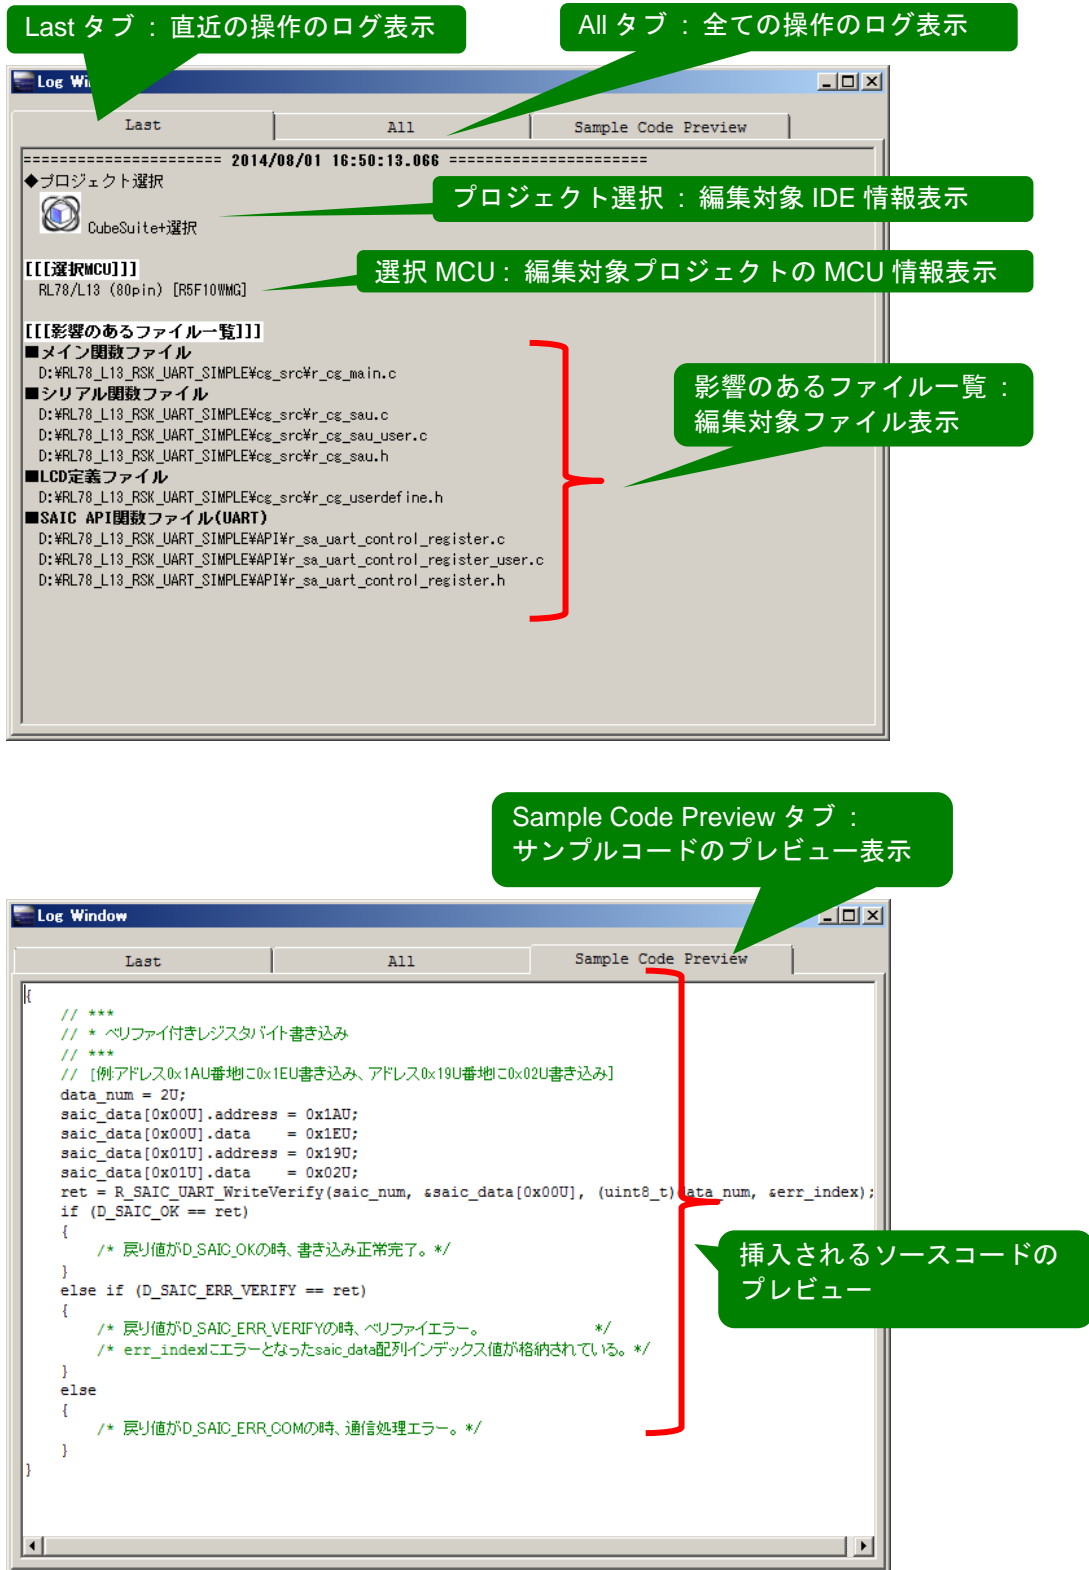 Last タブ : 直近の操作のログ表示
All タブ : 全ての操作のログ表示
Log Wi
Last All Sample Code Preview
====================== 2014/08/01 16:50:13.066 ======================
◆プロジェクト選択
CubeSuite+選択
プロジェクト選択 : 編集対象 IDE 情報表示
[[[選択MCU]]]
RL78/L13 (80pin) [R5F10WMG]
選択 MCU : 編集対象プロジェクトの MCU 情報表示
[[[影響のあるファイル一覧]]]
■メイン関数ファイル
D:¥RL78_L13_RSK_UART_SIMPLE¥cg_src¥r_cg_main.c
■シリアル関数ファイル
D:¥RL78_L13_RSK_UART_SIMPLE¥cg_src¥r_cg_sau.c
D:¥RL78_L13_RSK_UART_SIMPLE¥cg_src¥r_cg_sau_user.c
D:¥RL78_L13_RSK_UART_SIMPLE¥cg_src¥r_cg_sau.h
■LCD定義ファイル
D:¥RL78_L13_RSK_UART_SIMPLE¥cg_src¥r_cg_userdefine.h
■SAIC API関数ファイル(UART)
D:¥RL78_L13_RSK_UART_SIMPLE¥API¥r_sa_uart_control_register.c
D:¥RL78_L13_RSK_UART_SIMPLE¥API¥r_sa_uart_control_register_user.c
D:¥RL78_L13_RSK_UART_SIMPLE¥API¥r_sa_uart_control_register.h
影響のあるファイル一覧 :
編集対象ファイル表示
Sample Code Preview タブ :
サンプルコードのプレビュー表示
Log Window
Last All Sample Code Preview
{
// ***
// * ベリファイ付きレジスタバイト書き込み
// ***
// [例:アドレス0x1AU番地に0x1EU書き込み、アドレス0x19U番地に0x02U書き込み]
data_num = 2U;
saic_data[0x00U].address = 0x1AU;
saic_data[0x00U].data    = 0x1EU;
saic_data[0x01U].address = 0x19U;
saic_data[0x01U].data    = 0x02U;
ret = R_SAIC_UART_WriteVerify(saic_num, &saic_data[0x00U], (uint8_t)data_num, &err_index);
if (D_SAIC_OK == ret)
{
/* 戻り値がD_SAIC_OKの時、書き込み正常完了。*/
}
else if (D_SAIC_ERR_VERIFY == ret)
{
/* 戻り値がD_SAIC_ERR_VERIFYの時、ベリファイエラー。 */
/* err_indexにエラーとなったsaic_data配列インデックス値が格納されている。*/
}
else
{
/* 戻り値がD_SAIC_ERR_COMの時、通信処理エラー。*/
}
}
挿入されるソースコードの
プレビュー